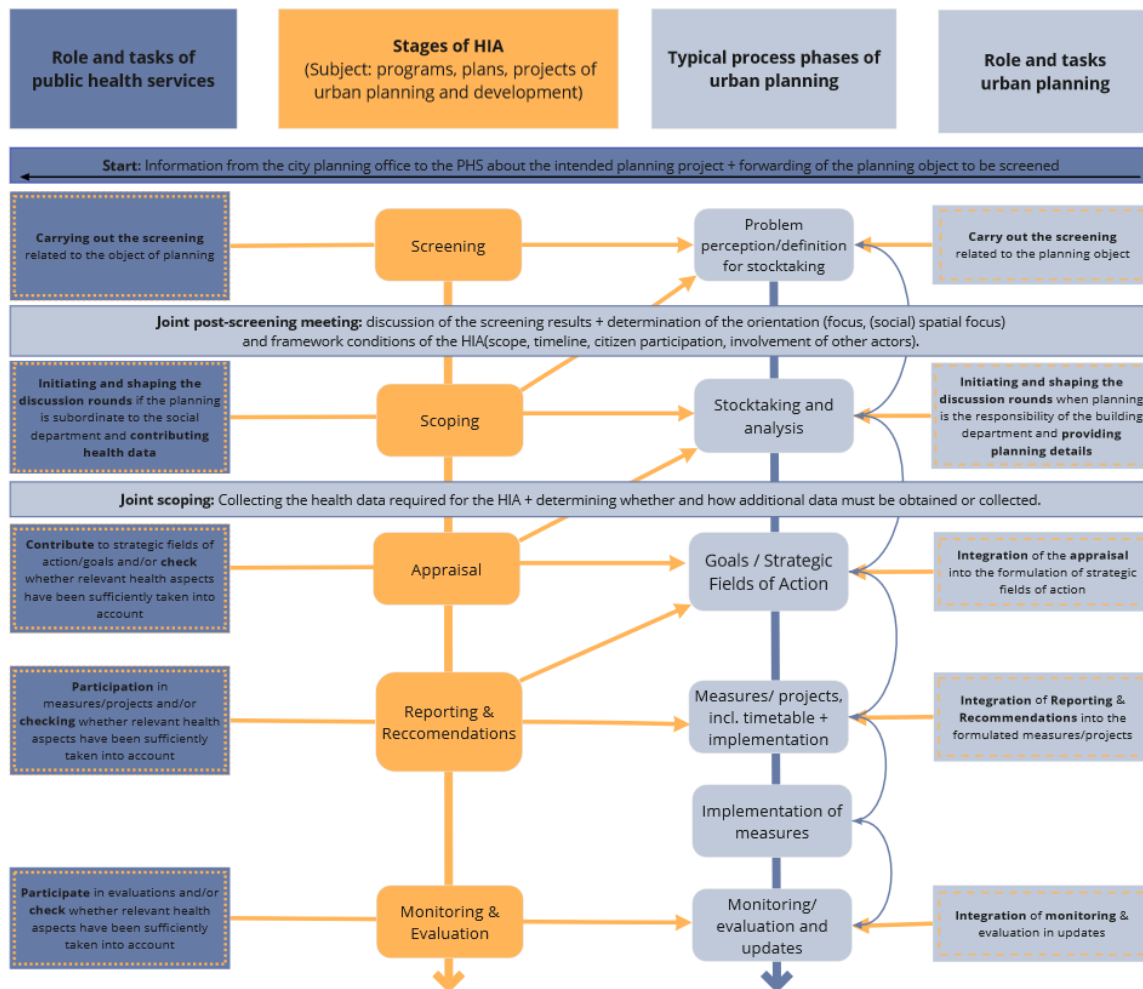 Role and tasks of
public health services
Stages of HIA
(Subject: programs, plans, projects of
urban planning and development)
Typical process phases of
urban planning
Role and tasks
urban planning
Start: Information from the city planning office to the PHS about the intended planning project + forwarding of the planning object to be screened
Carrying out the screening
related to the object of planning
Screening
Problem
perception/definition
for stocktaking
Carry out the screening
related to the planning object
Joint post-screening meeting: discussion of the screening results + determination of the orientation (focus, (social) spatial focus)
and framework conditions of the HIA(scope, timeline, citizen participation, involvement of other actors).
Initiating and shaping the
discussion rounds if the planning
is subordinate to the social
department and contributing
health data
Scoping
Stocktaking and
analysis
Initiating and shaping the
discussion rounds when planning
is the responsibility of the building
department and providing
planning details
Joint scoping: Collecting the health data required for the HIA + determining whether and how additional data must be obtained or collected.
Contribute to strategic fields of
action/goals and/or check
whether relevant health aspects
have been sufficiently taken into
account
Appraisal
Goals / Strategic
Fields of Action
Integration of the appraisal
into the formulation of strategic
fields of action
Participation in
measures/projects and/or
checking whether relevant health
aspects have been sufficiently
taken into account
Reporting &
Reccomendations
Measures/ projects,
incl. timetable +
implementation
Integration of Reporting &
Recommendations into the
formulated measures/projects
Implementation of
measures
Participate in evaluations and/or
check whether relevant health
aspects have been sufficiently
taken into account
Monitoring &
Evaluation
Monitoring/
evaluation and
updates
Integration of monitoring &
evaluation in updates